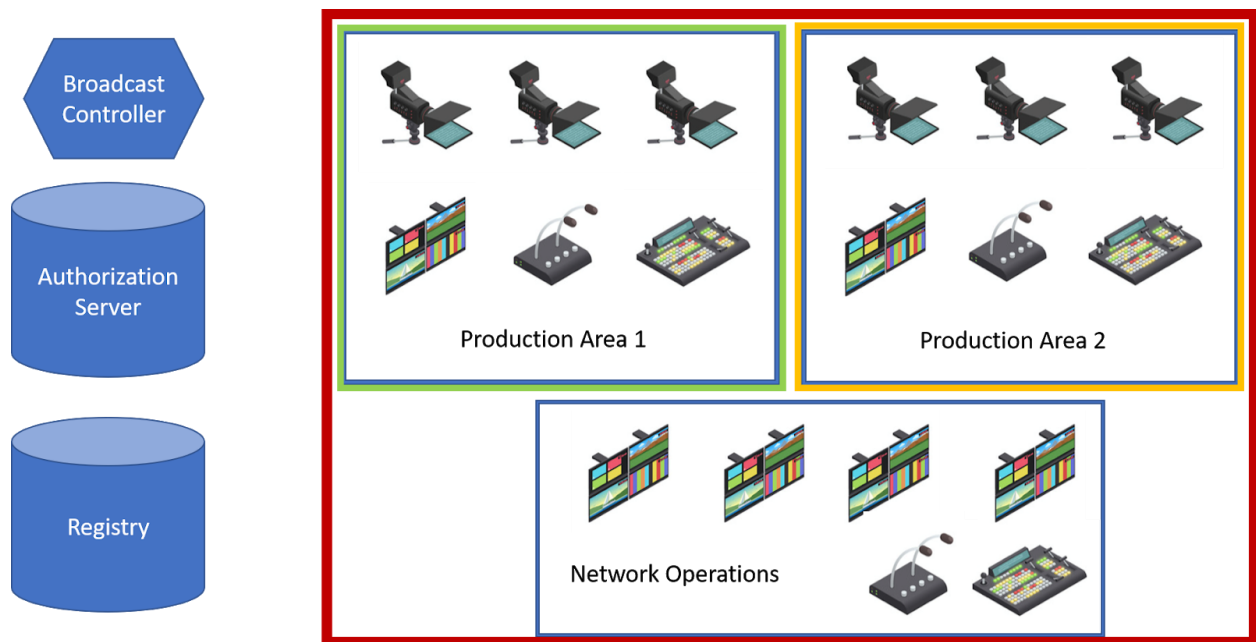 Broadcast
Controller
Authorization
Server
Registry
Production Area 1
Production Area 2
Network Operations